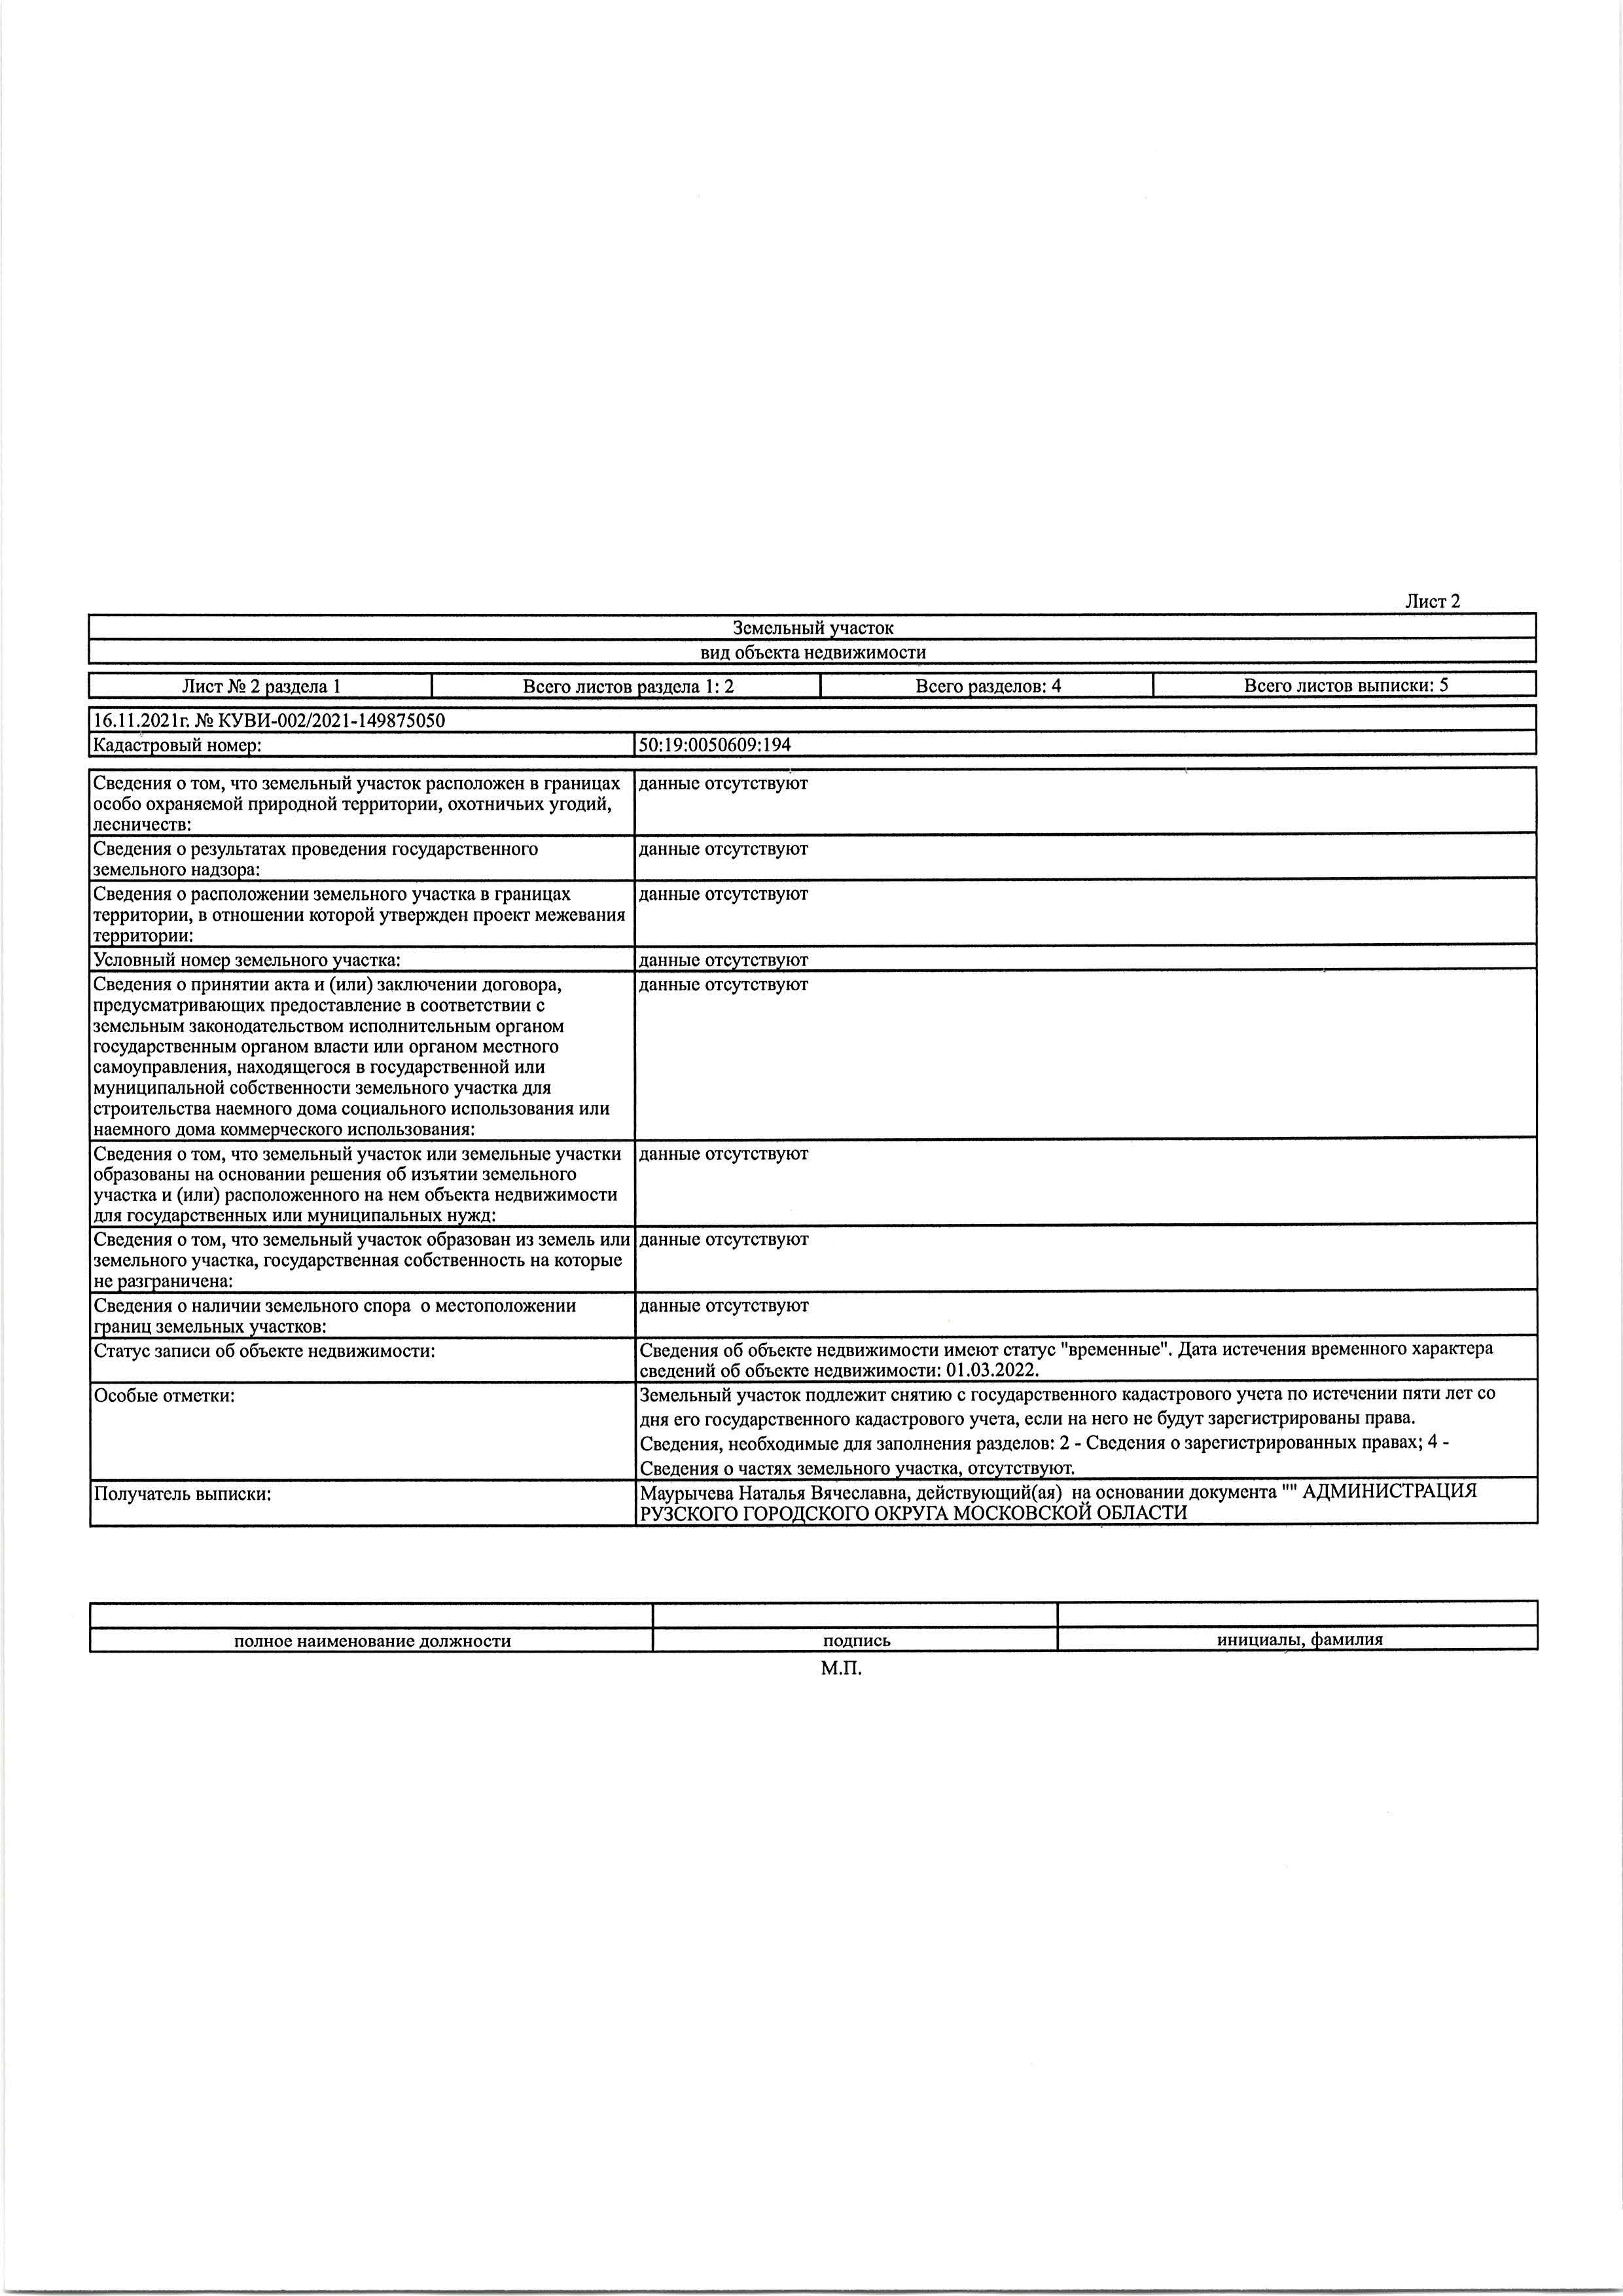 Лист 2
Земельный участок
вид объекта недвижимости
Лист № 2 раздела 1 Всего листов раздела 1: 2 Всего разделов: 4 Всего листов выписки: 5
16.11.2021г. № КУВИ-002/2021-149875050
Кадастровый номер: 50:19:0050609:194
Сведения о том, что земельный участок расположен в границах данные отсутствуют
особо охраняемой природной территории, охотничьих угодий,
лесничеств:
Сведения о результатах проведения государственного данные отсутствуют
земельного надзора:
Сведения о расположении земельного участка в границах данные отсутствуют
территории, в отношении которой утвержден проект межевания
территории:
Условный номер земельного участка: данные отсутствуют
Сведения о принятии акта и (или) заключении договора, данные отсутствуют
предусматривающих предоставление в соответствии с
земельным законодательством исполнительным органом
государственным органом власти или органом местного
самоуправления, находящегося в государственной или
муниципальной собственности земельного участка для
строительства наемного дома социального использования или
наемного дома коммерческого использования:
Сведения о том, что земельный участок или земельные участки данные отсутствуют
образованы на основании решения об изъятии земельного
участка и (или) расположенного на нем объекта недвижимости
для государственных или муниципальных нужд:
Сведения о том, что земельный участок образован из земель или данные отсутствуют
земельного участка, государственная собственность на которые
не разграничена:
Сведения о наличии земельного спора о местоположении данные отсутствуют
границ земельных участков:
Статус записи об объекте недвижимости: Сведения об объекте недвижимости имеют статус "временные". Дата истечения временного характера
сведений об объекте недвижимости: 01.03.2022.
Особые отметки: Земельный участок подлежит снятию с государственного кадастрового учета по истечении пяти лет со
дня его государственного кадастрового учета, если на него не будут зарегистрированы права.
Сведения, необходимые для заполнения разделов: 2 - Сведения о зарегистрированных правах; 4 -
Сведения о частях земельного участка, отсутствуют.
Получатель выписки: Маурычева Наталья Вячеславна, действующий(ая) на основании документа "" АДМИНИСТРАЦИЯ
РУЗСКОГО ГОРОДСКОГО ОКРУГА МОСКОВСКОЙ ОБЛАСТИ
полное наименование должности подпись инициалы, фамилия
М.П.